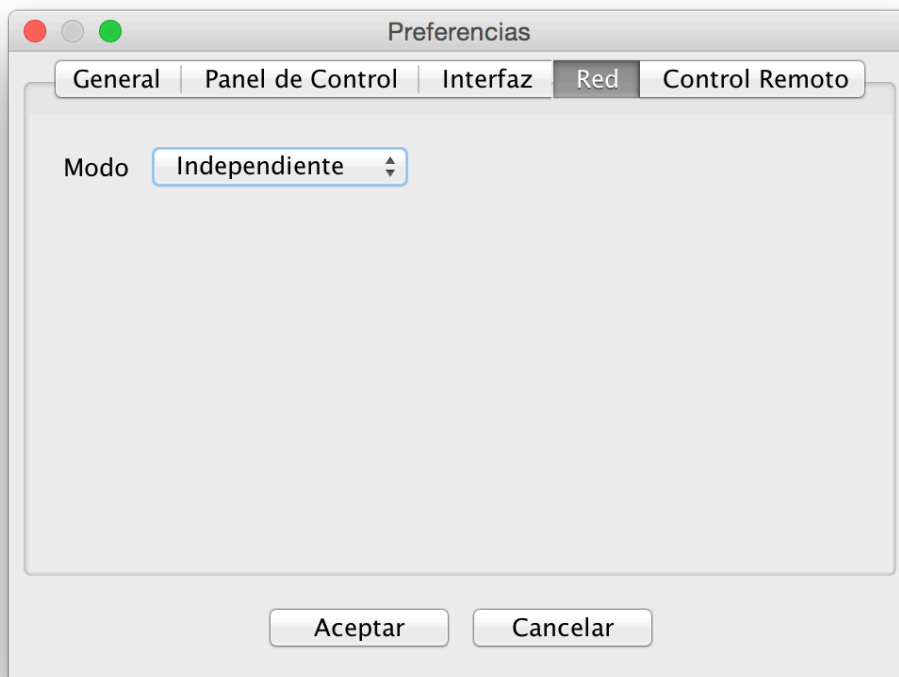 Preferencias
General Panel de Control Interfaz Red Control Remoto
Modo Independiente
Aceptar Cancelar